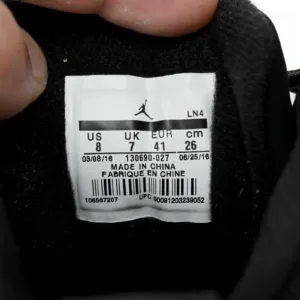 LN4
US UK EUR cm
8 7 41 26
03/08/16 130690-027 06/25/16
MADE IN CHINA
FABRIQUE EN CHINE
106567207
UPC 00091203239052